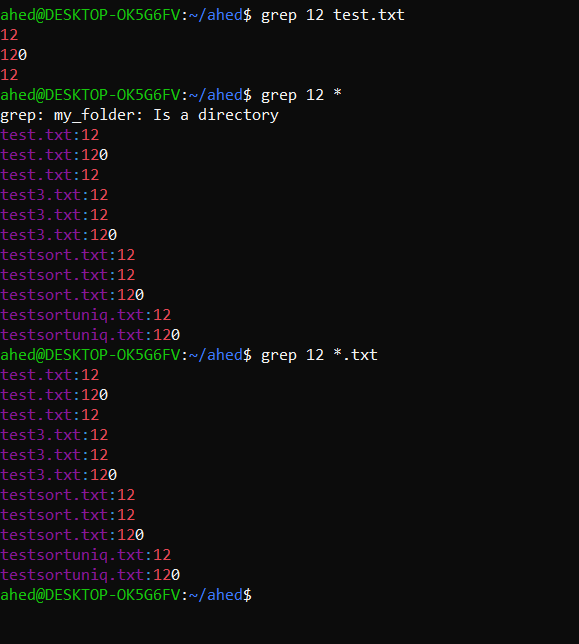 ahed@DESKTOP-OK5G6FV:~/ahed$ grep 12 test.txt
12
120
12
ahed@DESKTOP-OK5G6FV:~/ahed$ grep 12 *
grep: my_folder: Is a directory
test.txt:12
test.txt:120
test.txt:12
test3.txt:12
test3.txt:12
test3.txt:120
testsort.txt:12
testsort.txt:12
testsort.txt:120
testsortuniq.txt:12
testsortuniq.txt:120
ahed@DESKTOP-OK5G6FV:~/ahed$ grep 12 *.txt
test.txt:12
test.txt:120
test.txt:12
test3.txt:12
test3.txt:12
test3.txt:120
testsort.txt:12
testsort.txt:12
testsort.txt:120
testsortuniq.txt:12
testsortuniq.txt:120
ahed@DESKTOP-OK5G6FV:~/ahed$